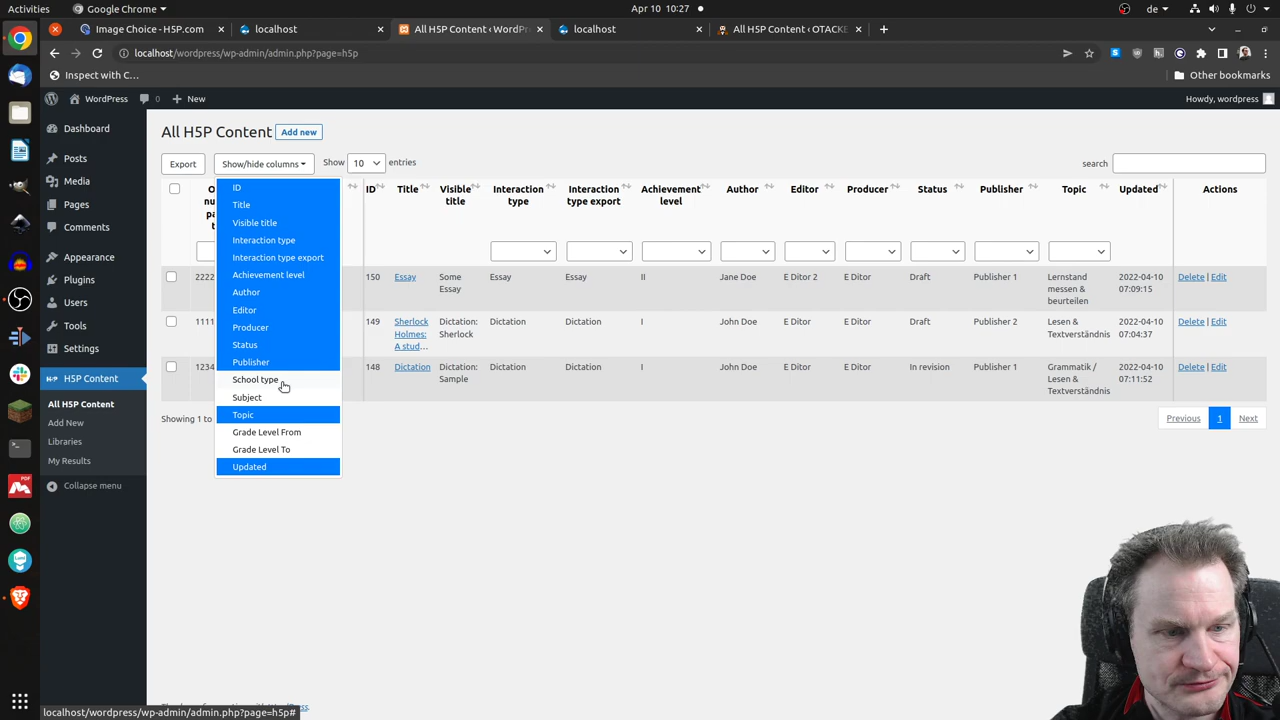 Activities
Google Chrome
Apr 10 10:27
de
Image Choice - H5P.com
localhost
All H5P Content ‹ WordPr
localhost
All H5P Content ‹ OTACKE
localhost/wordpress/wp-admin/admin.php?page=h5p
Inspect with C...
Other bookmarks
WordPress
0
New
Howdy, wordpress
Dashboard
Posts
Media
Pages
Comments
Appearance
Plugins
Users
Tools
Settings
H5P Content
All H5P Content
Add New
Libraries
My Results
Collapse menu
All H5P Content
Add new
Export
Show/hide columns
Show 10 entries
search
ID
Title
Visible title
Interaction type
Interaction type export
Achievement level
Author
Editor
Producer
Status
Publisher
School type
Subject
Topic
Grade Level From
Grade Level To
Updated
ID Title Visible title Interaction type Interaction type export Achievement level Author Editor Producer Status Publisher Topic Updated Actions
2222 150 Essay Some Essay Essay Essay II Jane Doe E Ditor 2 E Ditor Draft Publisher 1 Lernstand messen & beurteilen 2022-04-10 07:09:15 Delete | Edit
1111 149 Sherlock Holmes: A stud... Dictation: Sherlock Dictation Dictation I John Doe E Ditor E Ditor Draft Publisher 2 Lesen & Textverständnis 2022-04-10 07:04:37 Delete | Edit
1234 148 Dictation Dictation: Sample Dictation Dictation I John Doe E Ditor E Ditor In revision Publisher 1 Grammatik / Lesen & Textverständnis 2022-04-10 07:11:52 Delete | Edit
Showing 1 to
Previous 1 Next
localhost/wordpress/wp-admin/admin.php?page=h5p#